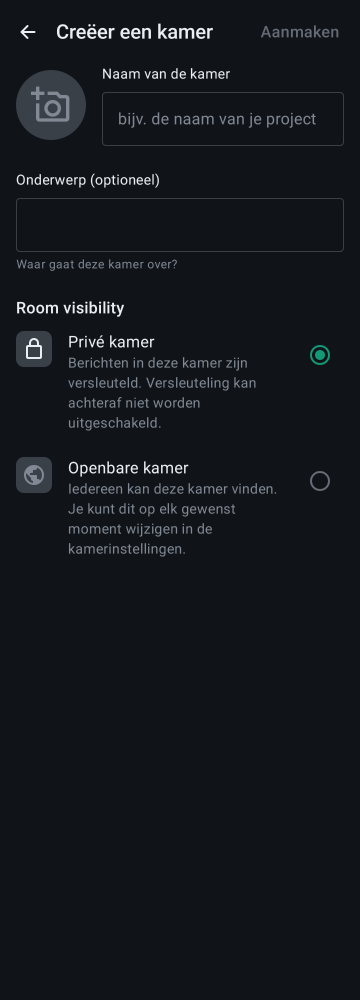 Creëer een kamer
Aanmaken
Naam van de kamer
bijv. de naam van je project
Onderwerp (optioneel)
Waar gaat deze kamer over?
Room visibility
Privé kamer
Berichten in deze kamer zijn
versleuteld. Versleuteling kan
achteraf niet worden
uitgeschakeld.
Openbare kamer
Iedereen kan deze kamer vinden.
Je kunt dit op elk gewenst
moment wijzigen in de
kamerinstellingen.